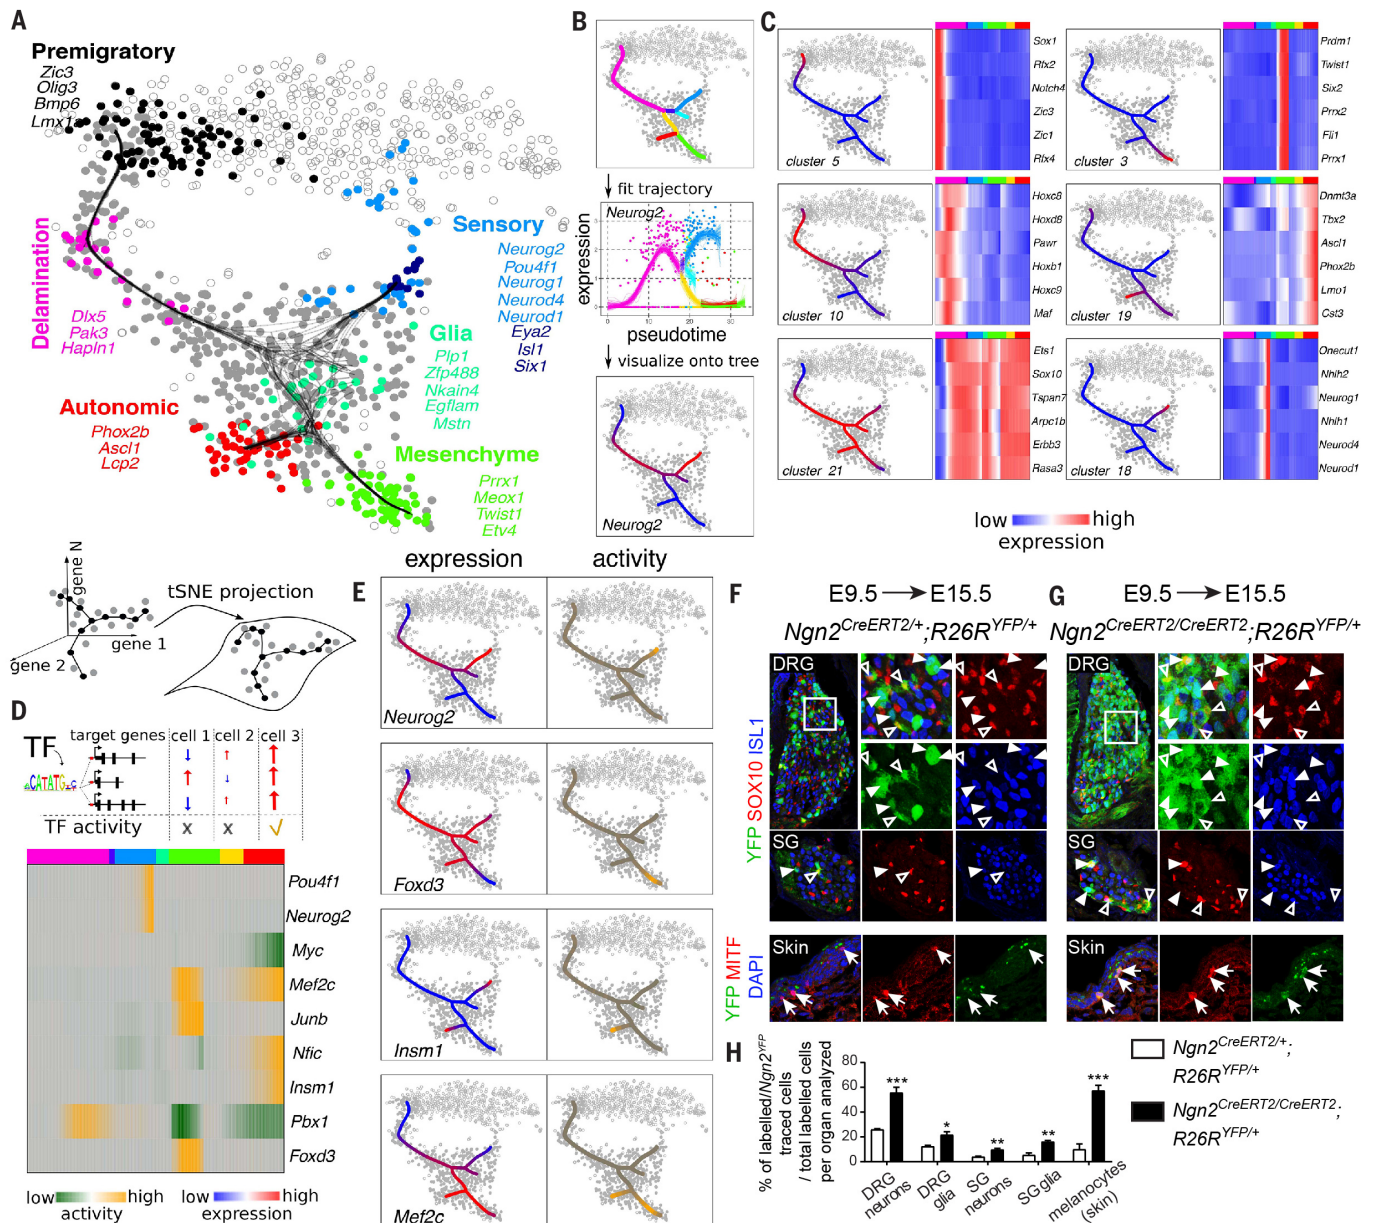 A
Premigratory
Zic3
Olig3
Bmp6
Lmx1a
Delamination
Dlx5
Pak3
Hapln1
Sensory
Neurog2
Pou4f1
Neurog1
Neurod4
Neurod1
Eya2
Isl1
Six1
Glia
Plp1
Zfp488
Nkain4
Egflam
Mstn
Autonomic
Phox2b
Ascl1
Lcp2
Mesenchyme
Prrx1
Meox1
Twist1
Etv4
gene N
gene 1
gene 2
tSNE projection
B
fit trajectory
Neurog2
expression
3
2
1
0
0 10 20 30
pseudotime
visualize onto tree
Neurog2
C
cluster 5
Sox1
Rfx2
Notch4
Zic3
Zic1
Rfx4
cluster 3
Prdm1
Twist1
Six2
Prrx2
Fli1
Prrx1
cluster 10
Hoxc8
Hoxd8
Pawr
Hoxb1
Hoxc9
Maf
cluster 19
Dnmt3a
Tbx2
Ascl1
Phox2b
Lmo1
Cst3
cluster 21
Ets1
Sox10
Tspan7
Arpc1b
Erbb3
Rasa3
cluster 18
Onecut1
Nhlh2
Neurog1
Nhlh1
Neurod4
Neurod1
low high
expression
D
TF
target genes cell 1 cell 2 cell 3
CATATG
TF activity x x √
Pou4f1
Neurog2
Myc
Mef2c
Junb
Nfic
Insm1
Pbx1
Foxd3
low high
activity
low high
expression
E
expression activity
Neurog2
Foxd3
Insm1
Mef2c
F
E9.5 → E15.5
Ngn2CreERT2/+;R26RYFP/+
YFP SOX10 ISL1
DRG
SG
YFP MITF
DAPI
Skin
G
E9.5 → E15.5
Ngn2CreERT2/CreERT2;R26RYFP/+
DRG
SG
Skin
H
% of labelled/Ngn2YFP
traced cells
/ total labelled cells
per organ analyzed
80
60
40
20
0
***
*
**
**
***
DRG
neurons
DRG
glia
SG
neurons
SG glia
melanocytes
(skin)
Ngn2CreERT2/+;
R26RYFP/+
Ngn2CreERT2/CreERT2;
R26RYFP/+